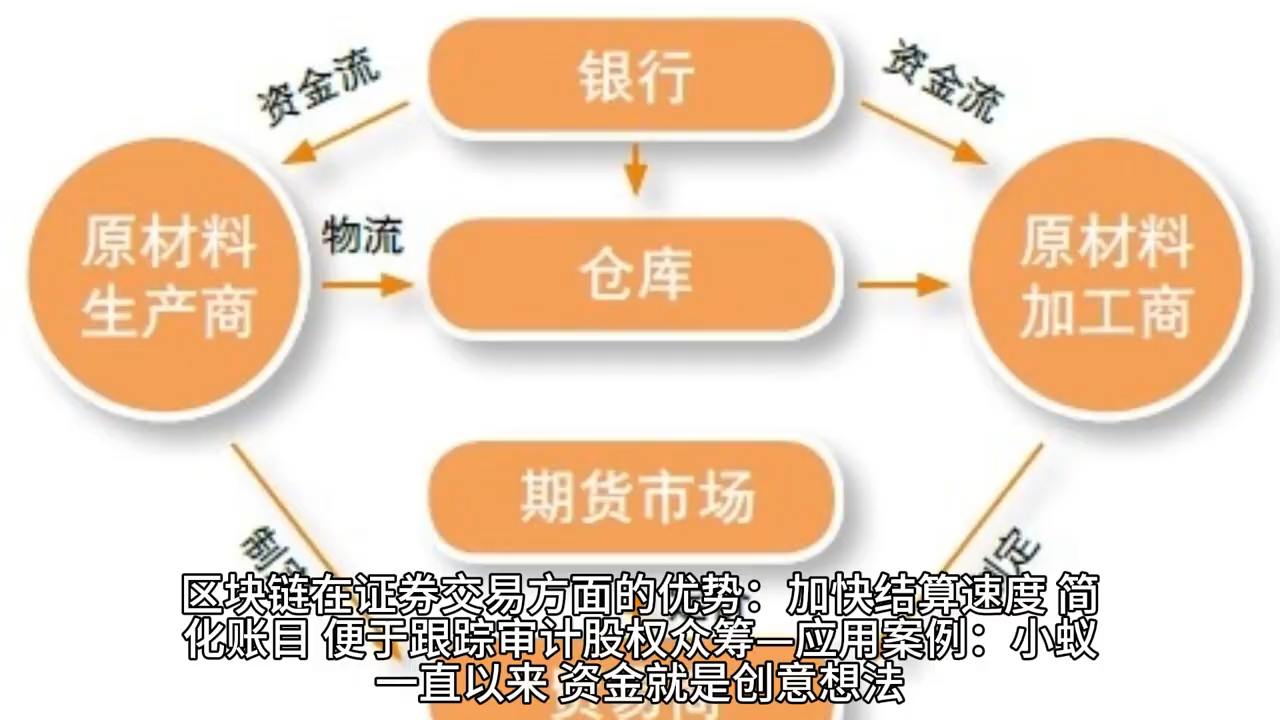 银行
资金流
资金流
原材料
生产商
物流
仓库
原材料
加工商
期货市场
区块链在证券交易方面的优势：加快结算速度 简
化账目 便于跟踪审计股权众筹—应用案例：小蚁
一直以来 资金就是创意想法